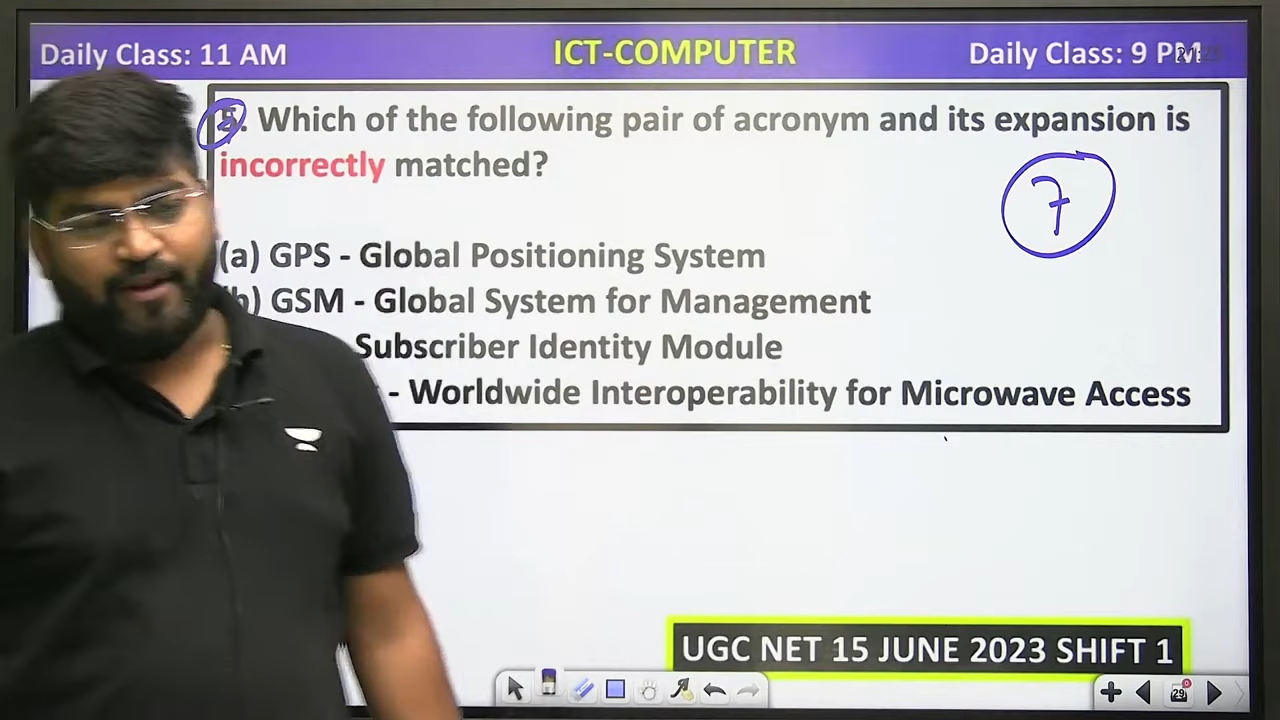 Daily Class: 11 AM
ICT-COMPUTER
Daily Class: 9 PM
. Which of the following pair of acronym and its expansion is
incorrectly matched?
7
(a) GPS - Global Positioning System
b) GSM - Global System for Management
Subscriber Identity Module
- Worldwide Interoperability for Microwave Access
UGC NET 15 JUNE 2023 SHIFT 1
29